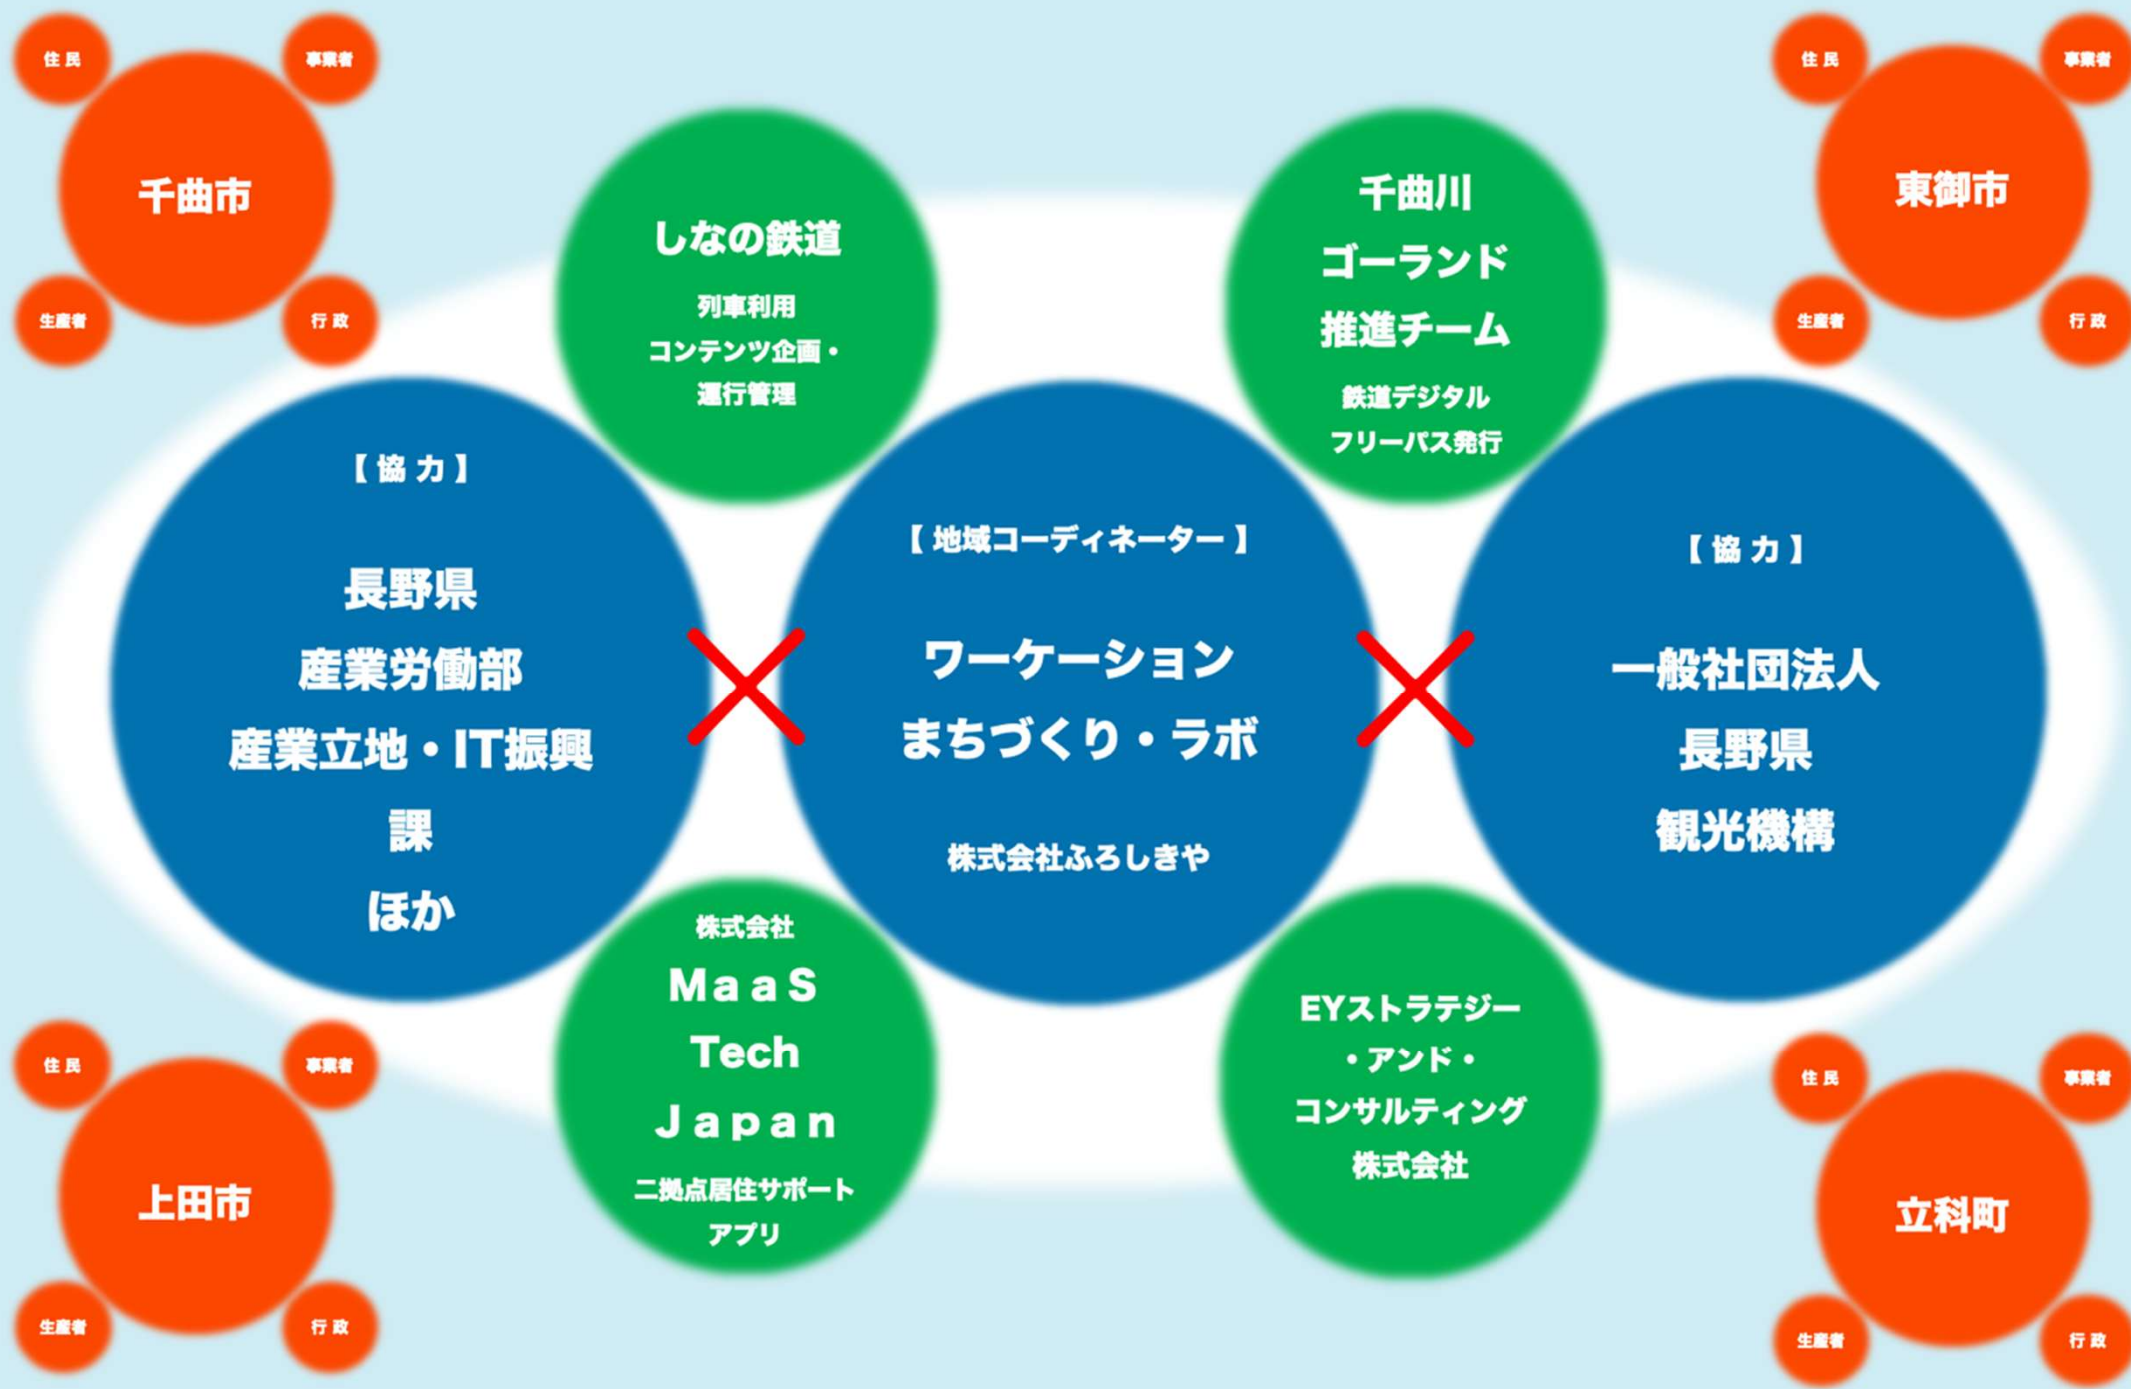 住 民
事業者
千曲市
生産者
行 政
しなの鉄道
列車利用
コンテンツ企画・
運行管理
千曲川
ゴーランド
推進チーム
鉄道デジタル
フリーパス発行
住 民
事業者
東御市
生産者
行 政
【 協 力 】
長野県
産業労働部
産業立地・IT振興
課
ほか
【 地域コーディネーター 】
ワーケーション
まちづくり・ラボ
株式会社ふろしきや
【 協 力 】
一般社団法人
長野県
観光機構
住 民
事業者
上田市
生産者
行 政
株式会社
MaaS
Tech
Japan
二拠点居住サポート
アプリ
EYストラテジー
・アンド・
コンサルティング
株式会社
住 民
事業者
立科町
生産者
行 政